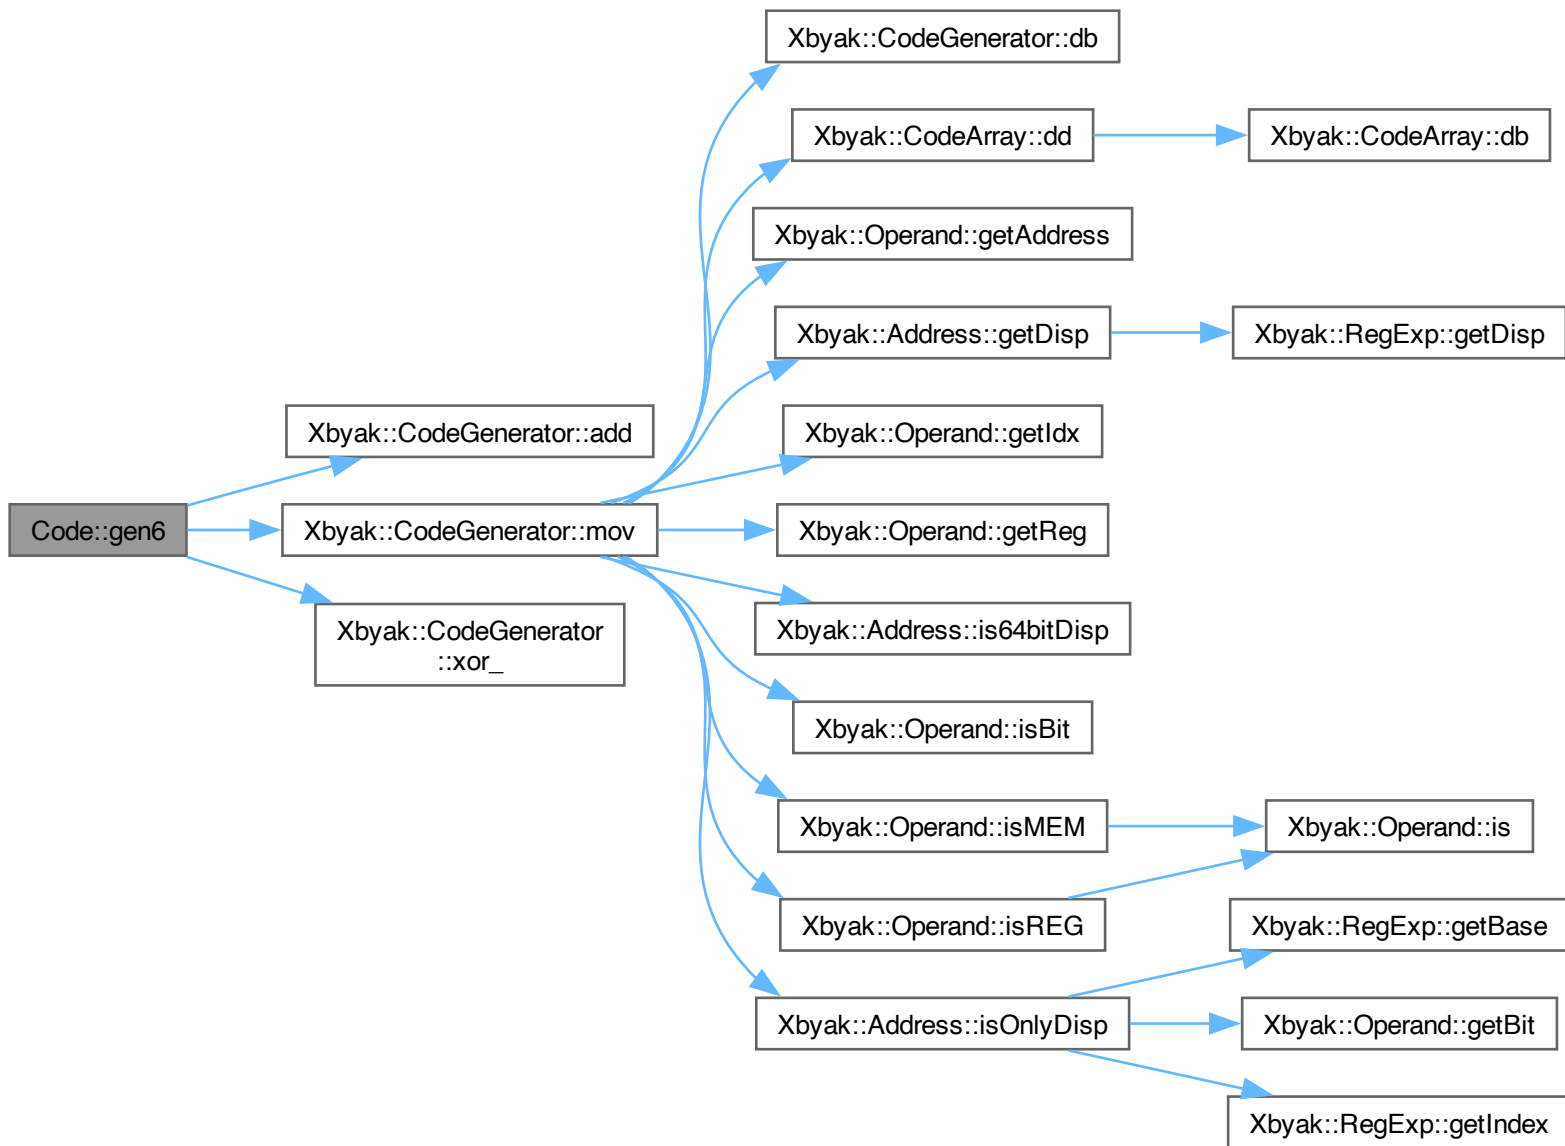 Xbyak::CodeGenerator::db
Xbyak::CodeArray::dd
Xbyak::CodeArray::db
Xbyak::Operand::getAddress
Xbyak::Address::getDisp
Xbyak::RegExp::getDisp
Xbyak::CodeGenerator::add
Xbyak::Operand::getIdx
Code::gen6
Xbyak::CodeGenerator::mov
Xbyak::Operand::getReg
Xbyak::CodeGenerator
::xor_
Xbyak::Address::is64bitDisp
Xbyak::Operand::isBit
Xbyak::Operand::isMEM
Xbyak::Operand::is
Xbyak::Operand::isREG
Xbyak::RegExp::getBase
Xbyak::Address::isOnlyDisp
Xbyak::Operand::getBit
Xbyak::RegExp::getIndex